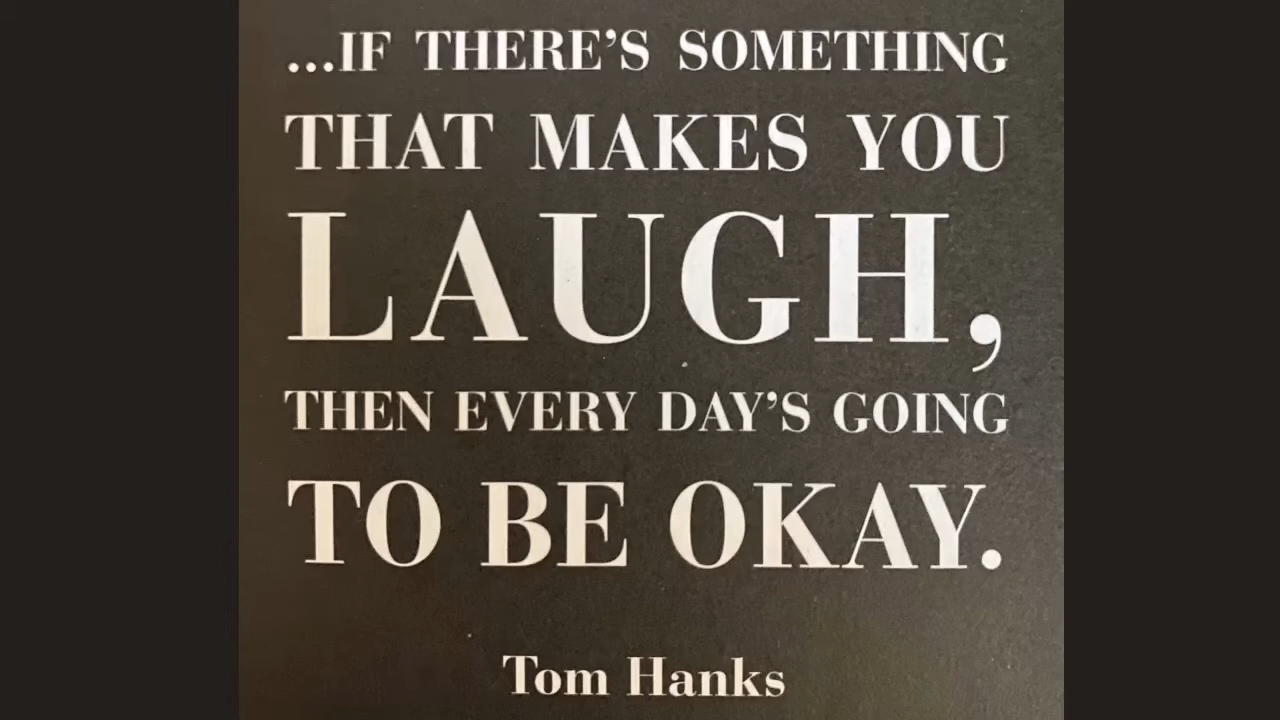 ...IF THERE'S SOMETHING
THAT MAKES YOU
LAUGH,
THEN EVERY DAY'S GOING
TO BE OKAY.
Tom Hanks